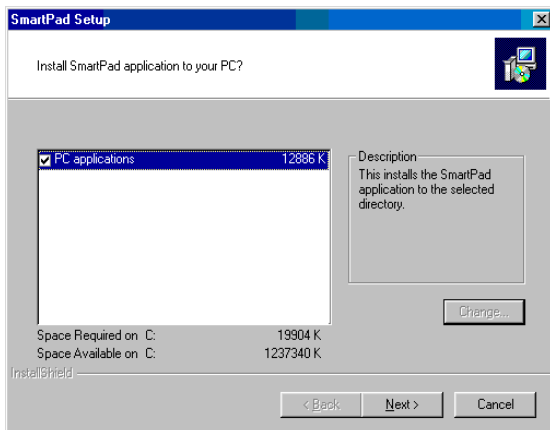 SmartPad Setup
Install SmartPad application to your PC?
PC applications 12886 K
Description
This installs the SmartPad
application to the selected
directory.
Change...
Space Required on C: 19904 K
Space Available on C: 1237340 K
InstallShield
< Back
Next >
Cancel